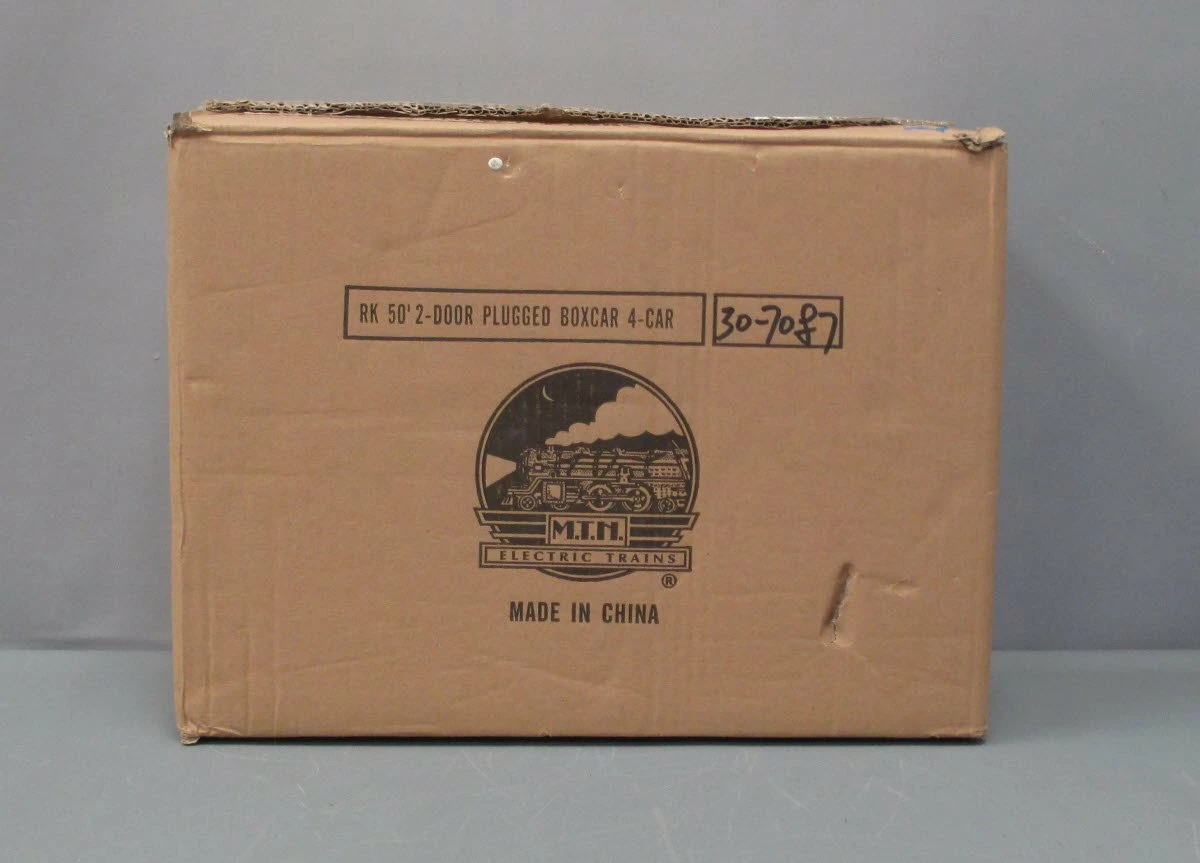 RK 50' 2-DOOR PLUGGED BOXCAR 4-CAR 30-7087
M.T.H.
ELECTRIC TRAINS
®
MADE IN CHINA